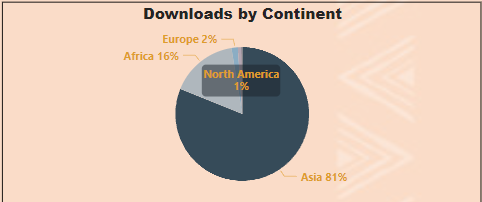 Downloads by Continent
Europe 2%
Africa 16%
North America
1%
Asia 81%